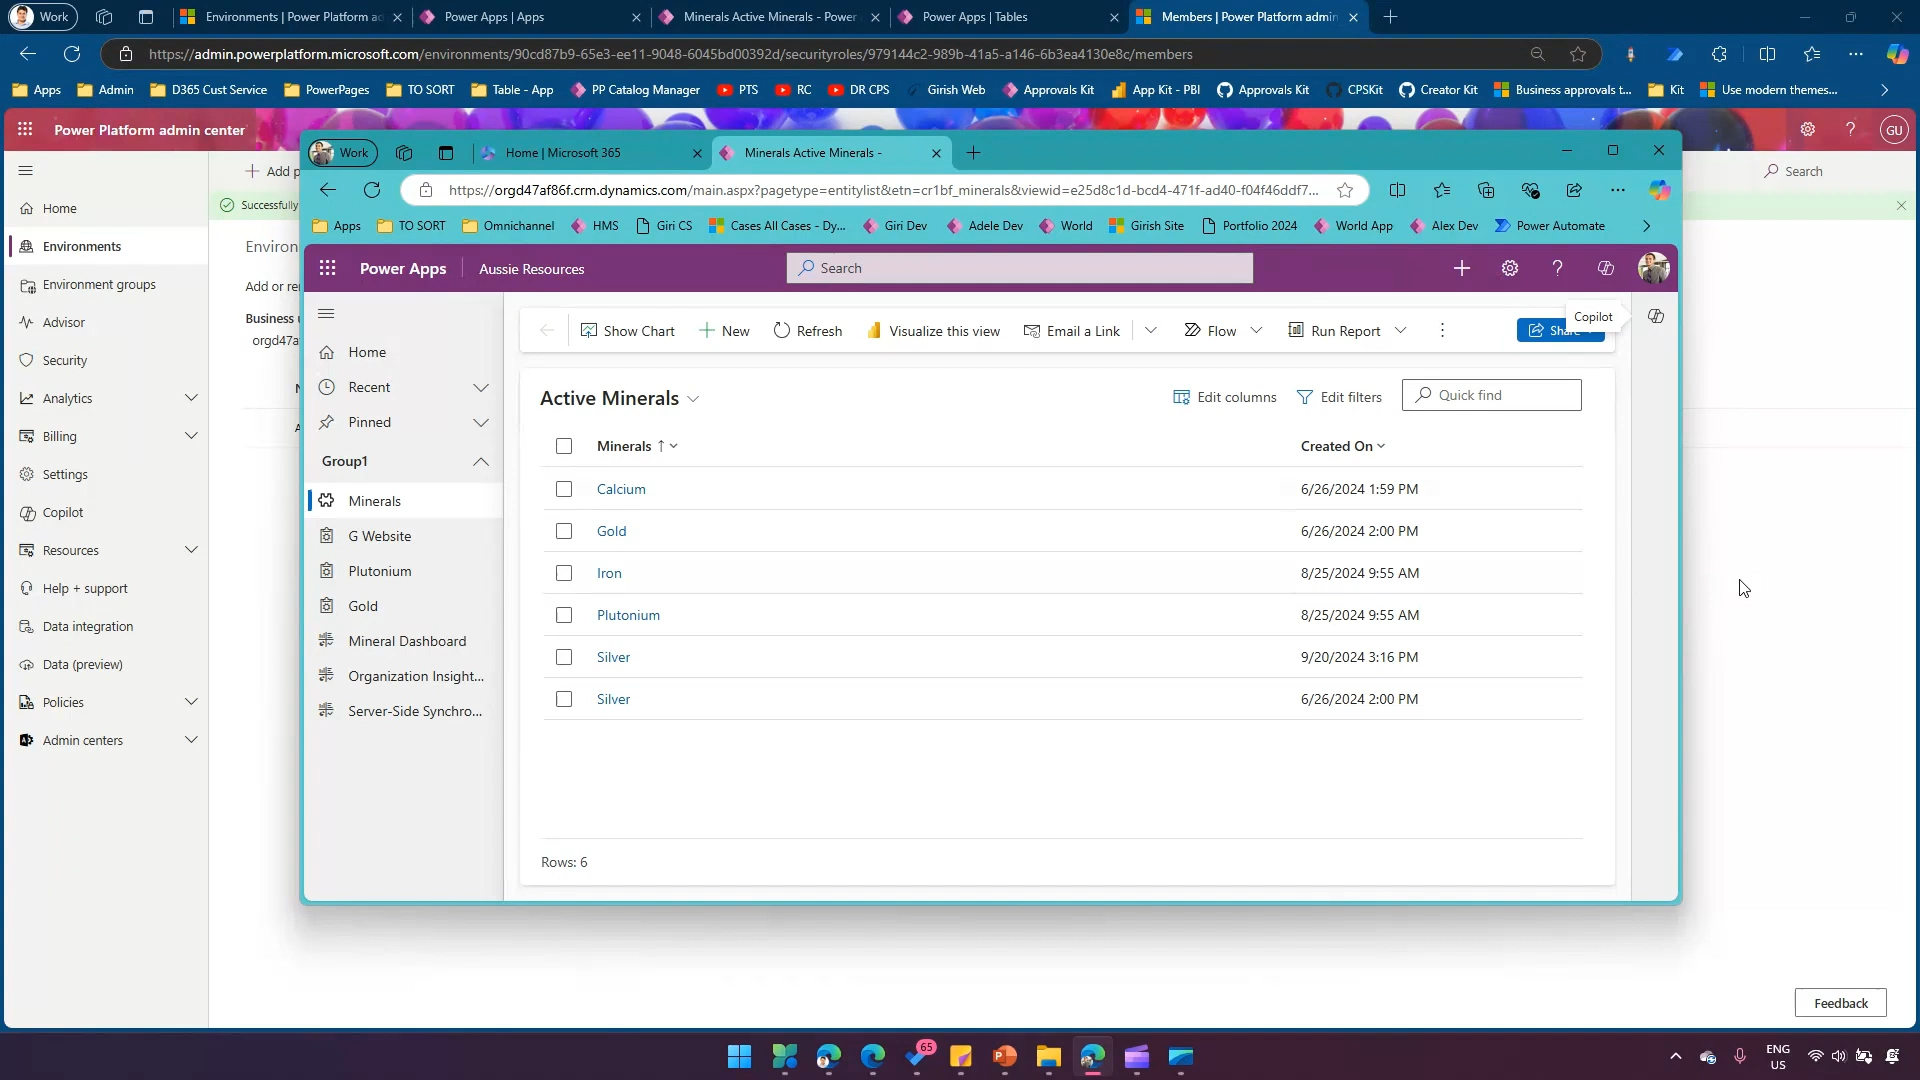 Work
Environments | Power Platform ad
Power Apps | Apps
Minerals Active Minerals - Power
Power Apps | Tables
Members | Power Platform admin
https://admin.powerplatform.microsoft.com/environments/90cd87b9-65e3-ee11-9048-6045bd00392d/securityroles/979144c2-989b-41a5-a146-6b3ea4130e8c/members
Apps
Admin
D365 Cust Service
PowerPages
TO SORT
Table - App
PP Catalog Manager
PTS
RC
DR CPS
Girish Web
Approvals Kit
App Kit - PBI
Approvals Kit
CPSKit
Creator Kit
Business approvals t...
Kit
Use modern themes...
Power Platform admin center
GU
Home
Environments
Environment groups
Advisor
Security
Analytics
Billing
Settings
Copilot
Resources
Help + support
Data integration
Data (preview)
Policies
Admin centers
Add p
Search
Successfully
Environ
Add or re
Business u
orgd47a
Work
Home | Microsoft 365
Minerals Active Minerals -
https://orgd47af86f.crm.dynamics.com/main.aspx?pagetype=entitylist&etn=cr1bf_minerals&viewid=e25d8c1d-bcd4-471f-ad40-f04f46ddf7...
Apps
TO SORT
Omnichannel
HMS
Giri CS
Cases All Cases - Dy...
Giri Dev
Adele Dev
World
Girish Site
Portfolio 2024
World App
Alex Dev
Power Automate
Power Apps
Aussie Resources
Search
Home
Recent
Pinned
Group1
Minerals
G Website
Plutonium
Gold
Mineral Dashboard
Organization Insight...
Server-Side Synchro...
Show Chart
New
Refresh
Visualize this view
Email a Link
Flow
Run Report
Share
Copilot
Active Minerals
Edit columns
Edit filters
Quick find
Minerals
Created On
Calcium
6/26/2024 1:59 PM
Gold
6/26/2024 2:00 PM
Iron
8/25/2024 9:55 AM
Plutonium
8/25/2024 9:55 AM
Silver
9/20/2024 3:16 PM
Silver
6/26/2024 2:00 PM
Rows: 6
Feedback
65
ENG
US